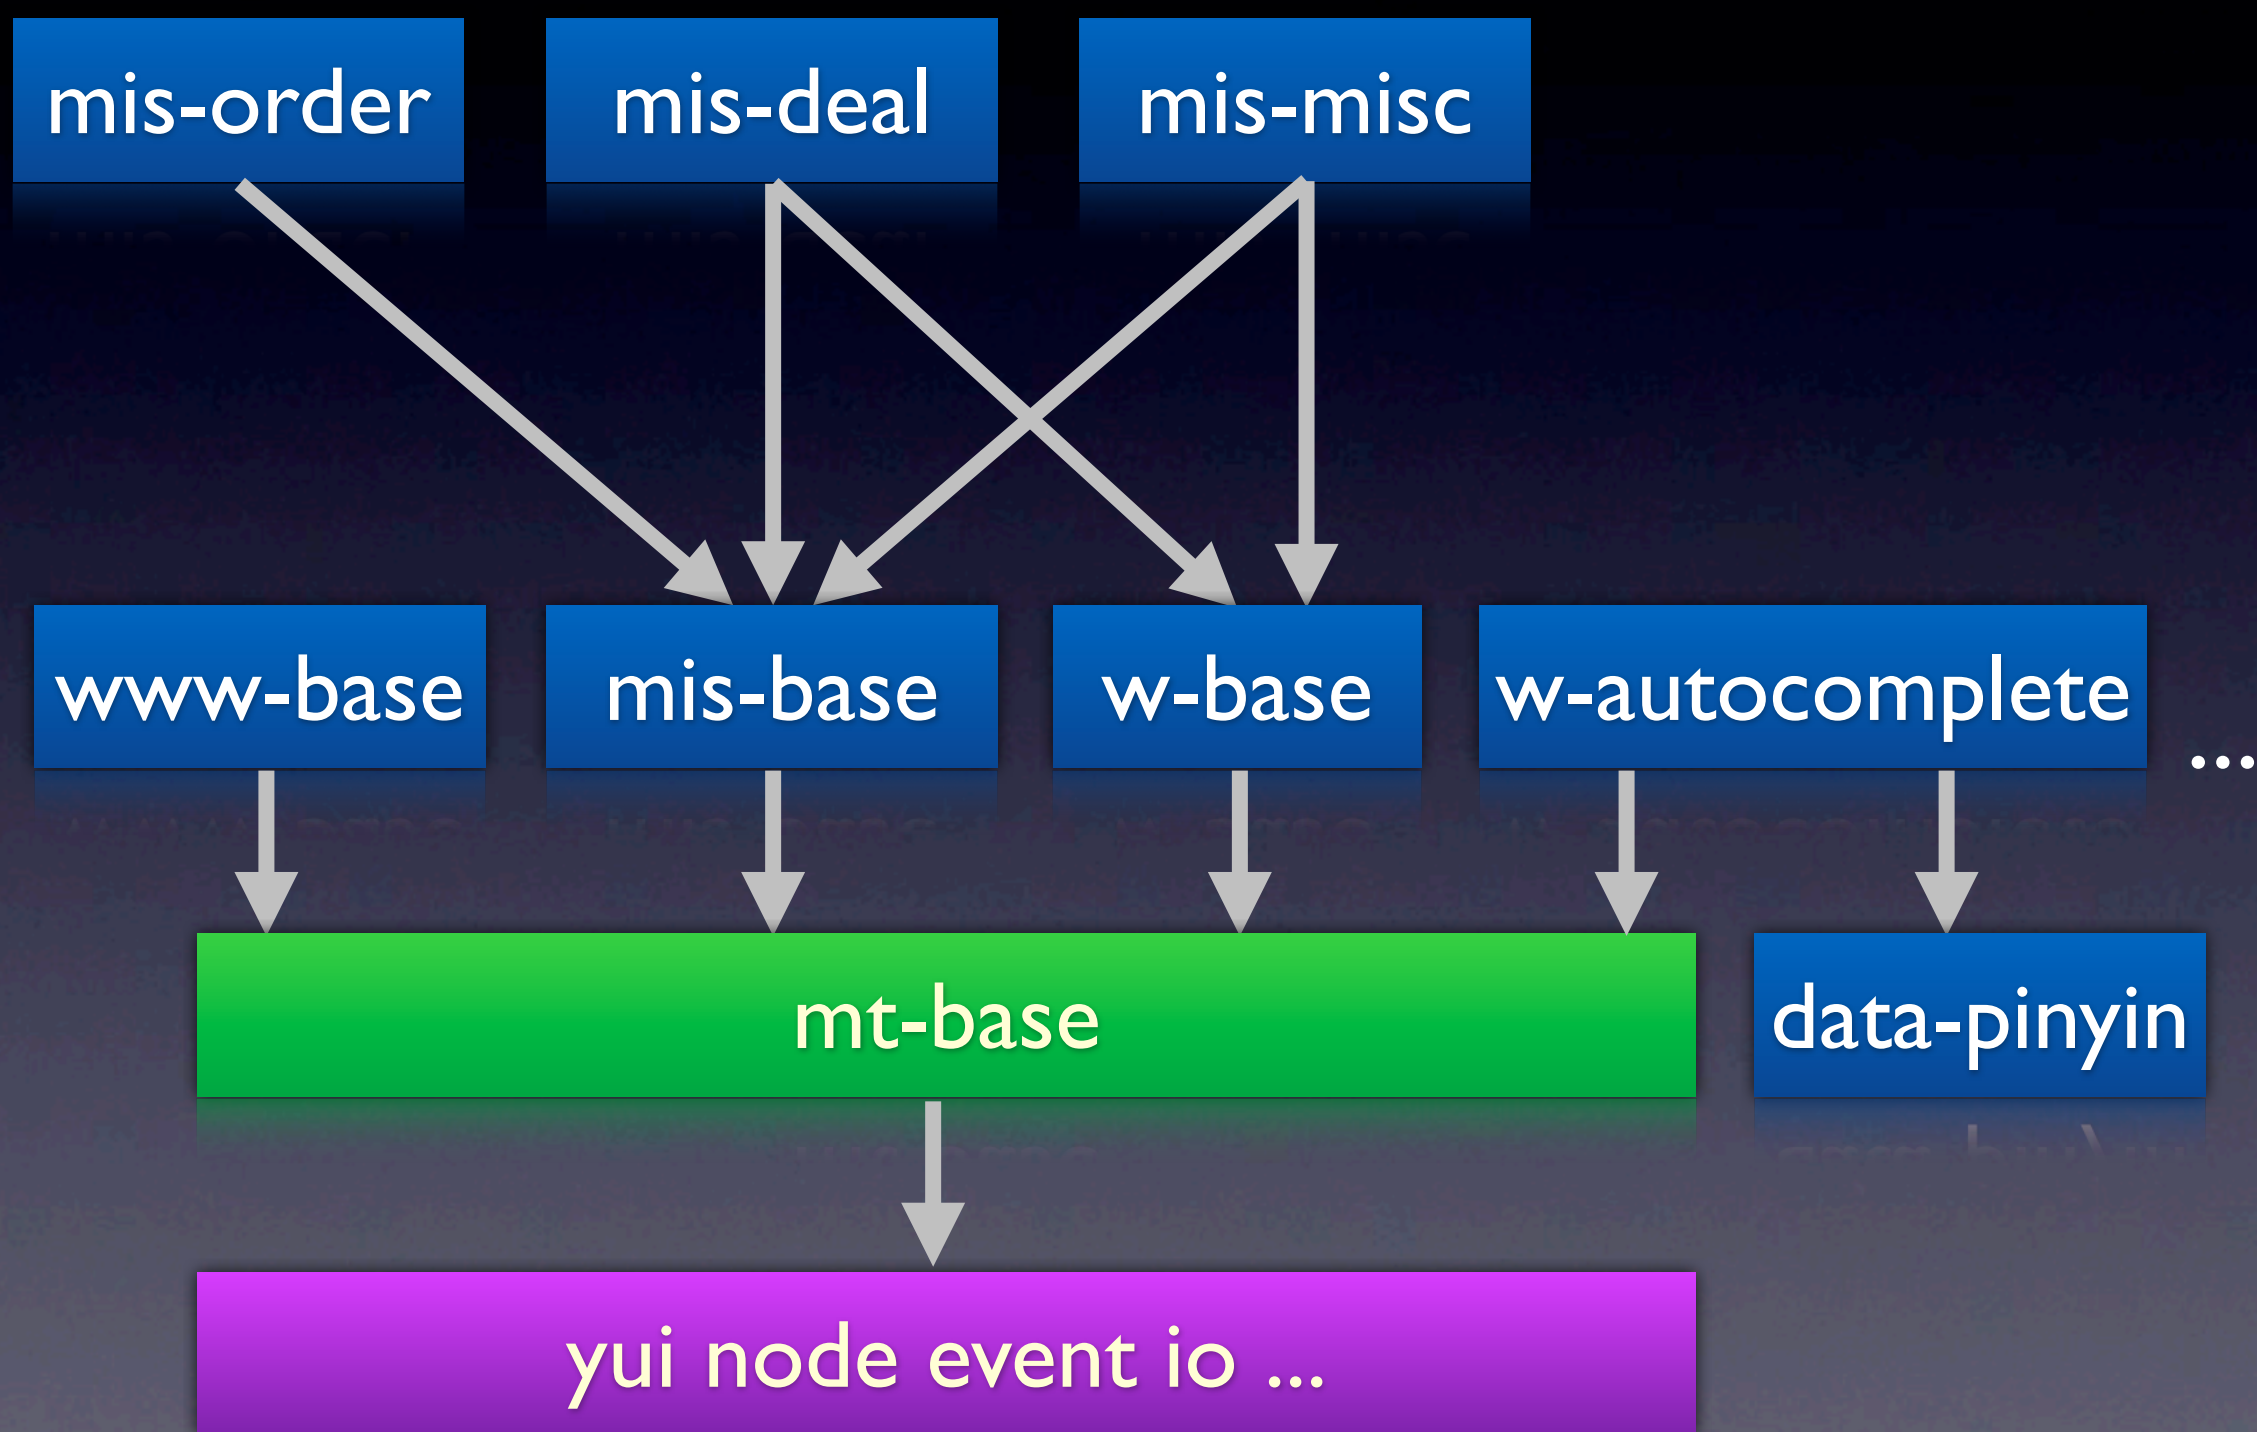 mis-order
mis-deal
mis-misc
www-base
mis-base
w-base
w-autocomplete
...
mt-base
data-pinyin
yui node event io ...